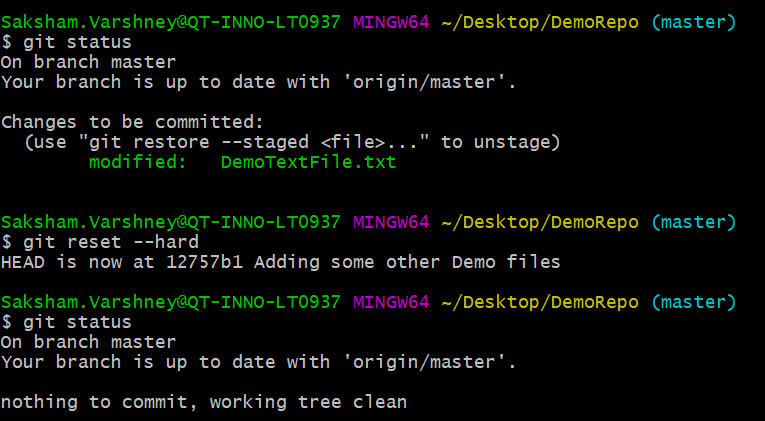 Saksham.Varshney@QT-INNO-LT0937 MINGW64 ~/Desktop/DemoRepo (master)
$ git status
On branch master
Your branch is up to date with 'origin/master'.
Changes to be committed:
(use "git restore --staged <file>..." to unstage)
modified: DemoTextFile.txt
Saksham.Varshney@QT-INNO-LT0937 MINGW64 ~/Desktop/DemoRepo (master)
$ git reset --hard
HEAD is now at 12757b1 Adding some other Demo files
Saksham.Varshney@QT-INNO-LT0937 MINGW64 ~/Desktop/DemoRepo (master)
$ git status
On branch master
Your branch is up to date with 'origin/master'.
nothing to commit, working tree clean